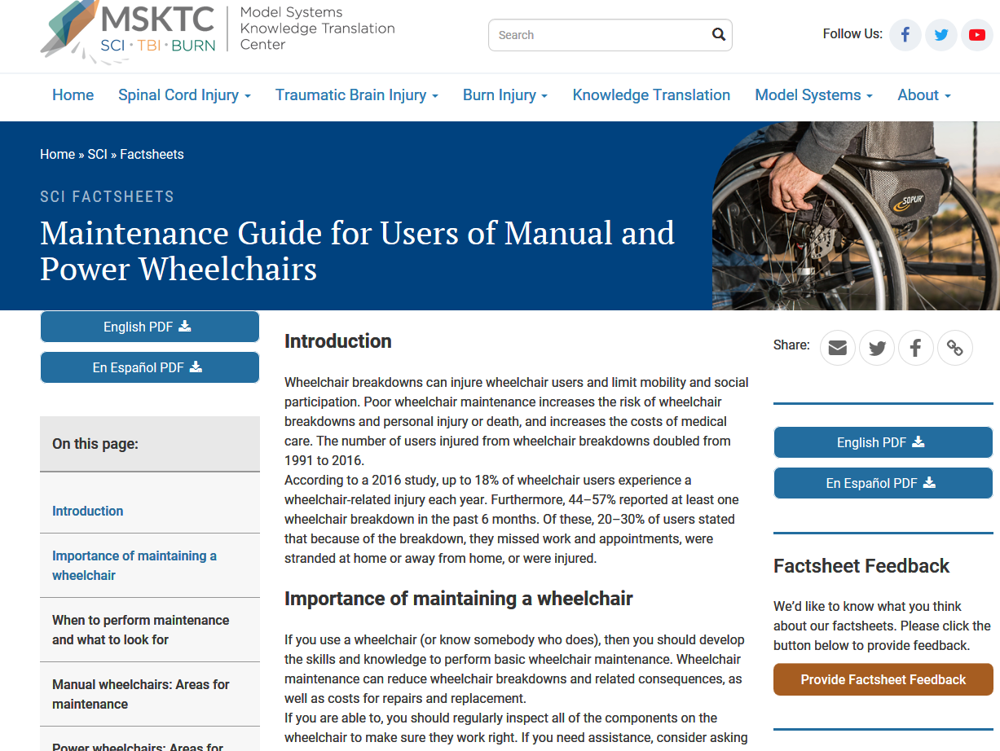 MSKTC
SCI · TBI · BURN
Model Systems
Knowledge Translation
Center
Search
Follow Us:
Home
Spinal Cord Injury
Traumatic Brain Injury
Burn Injury
Knowledge Translation
Model Systems
About
Home » SCI » Factsheets
SCI FACTSHEETS
Maintenance Guide for Users of Manual and
Power Wheelchairs
SOPUR
English PDF
En Español PDF
On this page:
Introduction
Importance of maintaining a
wheelchair
When to perform maintenance
and what to look for
Manual wheelchairs: Areas for
maintenance
Power wheelchairs: Areas for
Introduction
Wheelchair breakdowns can injure wheelchair users and limit mobility and social
participation. Poor wheelchair maintenance increases the risk of wheelchair
breakdowns and personal injury or death, and increases the costs of medical
care. The number of users injured from wheelchair breakdowns doubled from
1991 to 2016.
According to a 2016 study, up to 18% of wheelchair users experience a
wheelchair-related injury each year. Furthermore, 44–57% reported at least one
wheelchair breakdown in the past 6 months. Of these, 20–30% of users stated
that because of the breakdown, they missed work and appointments, were
stranded at home or away from home, or were injured.
Importance of maintaining a wheelchair
If you use a wheelchair (or know somebody who does), then you should develop
the skills and knowledge to perform basic wheelchair maintenance. Wheelchair
maintenance can reduce wheelchair breakdowns and related consequences, as
well as costs for repairs and replacement.
If you are able to, you should regularly inspect all of the components on the
wheelchair to make sure they work right. If you need assistance, consider asking
Share:
English PDF
En Español PDF
Factsheet Feedback
We'd like to know what you think
about our factsheets. Please click the
button below to provide feedback.
Provide Factsheet Feedback